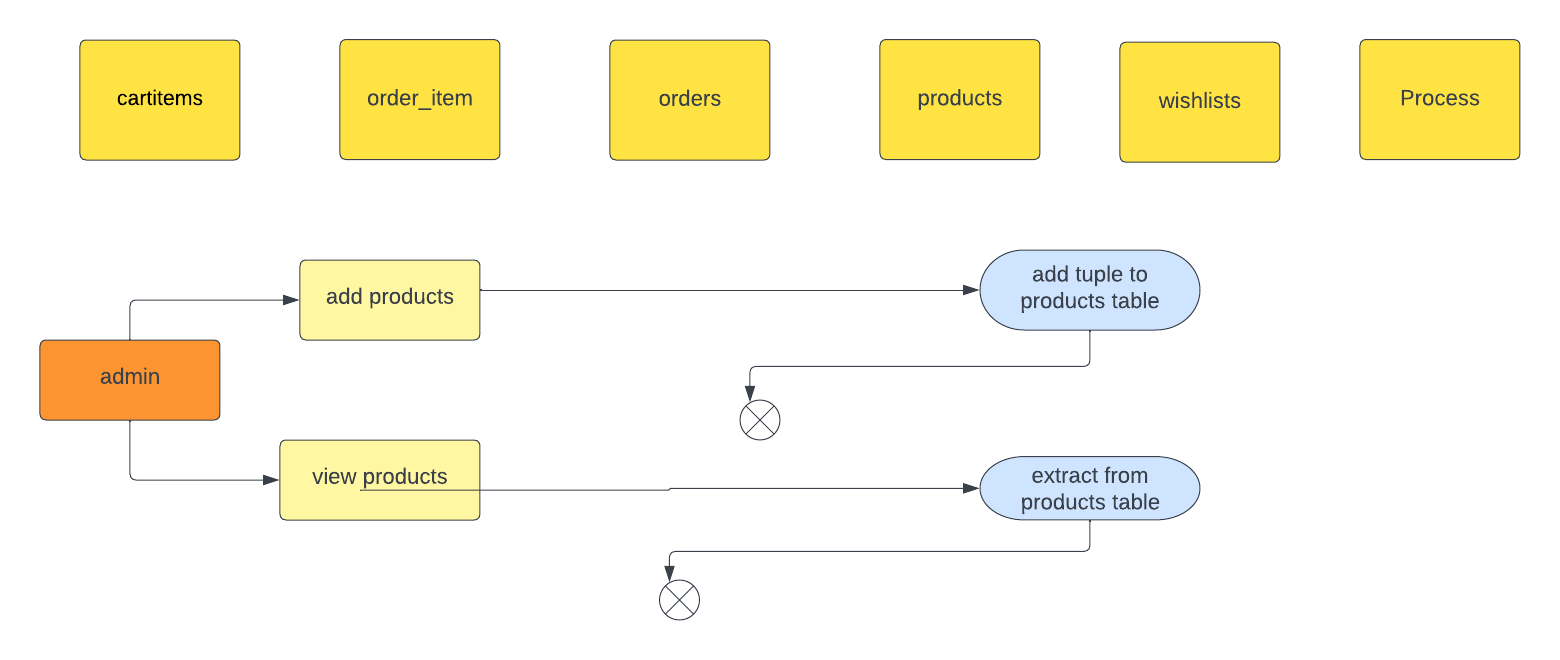 cartitems
order_item
orders
products
wishlists
Process
add products
add tuple to
products table
admin
view products
extract from
products table